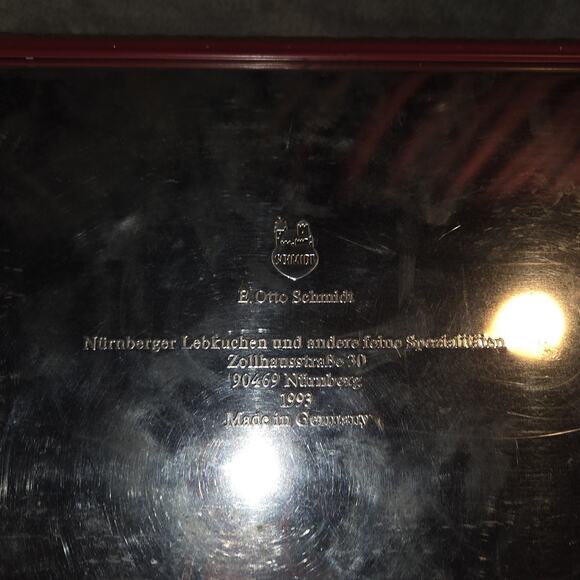 SCHMIDT
E. Otto Schmidt
Nürnberger Lebkuchen und andere feine Spezialitäten
Zollhausstraße 30
90469 Nürnberg
1993
Made in Germany